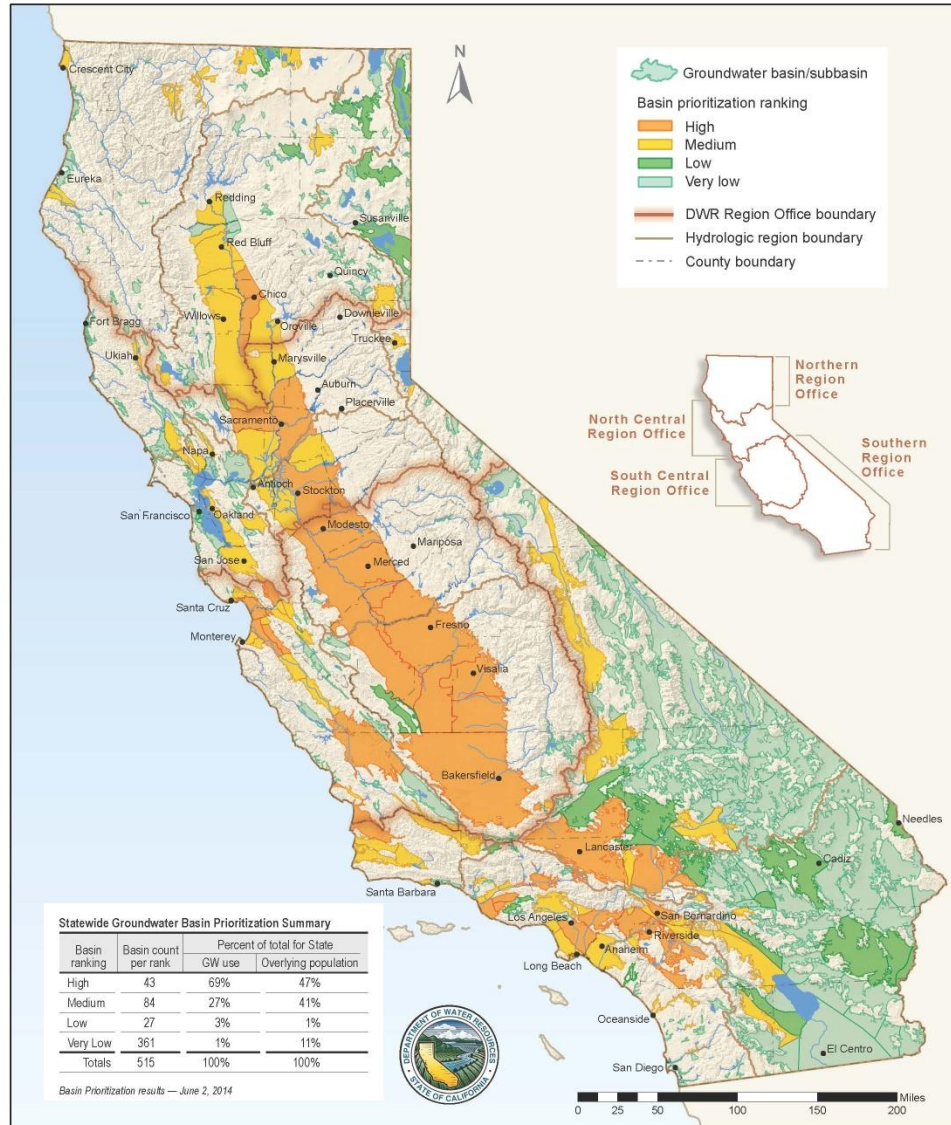 N
Groundwater basin/subbasin
Basin prioritization ranking
High
Medium
Low
Very low
DWR Region Office boundary
Hydrologic region boundary
County boundary
Northern
Region
Office
North Central
Region Office
Southern
Region
Office
South Central
Region Office
Crescent City
Eureka
Redding
Red Bluff
Susanville
Quincy
Chico
Willows
Oroville
Downieville
Fort Bragg
Truckee
Ukiah
Marysville
Auburn
Placerville
Sacramento
Napa
Antioch
Stockton
San Francisco
Oakland
Modesto
Mariposa
San Jose
Merced
Santa Cruz
Fresno
Monterey
Visalia
Bakersfield
Needles
Lancaster
Cadiz
Santa Barbara
Los Angeles
San Bernardino
Riverside
Anaheim
Long Beach
Oceanside
El Centro
San Diego
Statewide Groundwater Basin Prioritization Summary
Basin ranking Basin count per rank Percent of total for State
GW use Overlying population
High 43 69% 47%
Medium 84 27% 41%
Low 27 3% 1%
Very Low 361 1% 11%
Totals 515 100% 100%
Basin Prioritization results — June 2, 2014
DEPARTMENT OF WATER RESOURCES
STATE OF CALIFORNIA
Miles
0 25 50 100 150 200